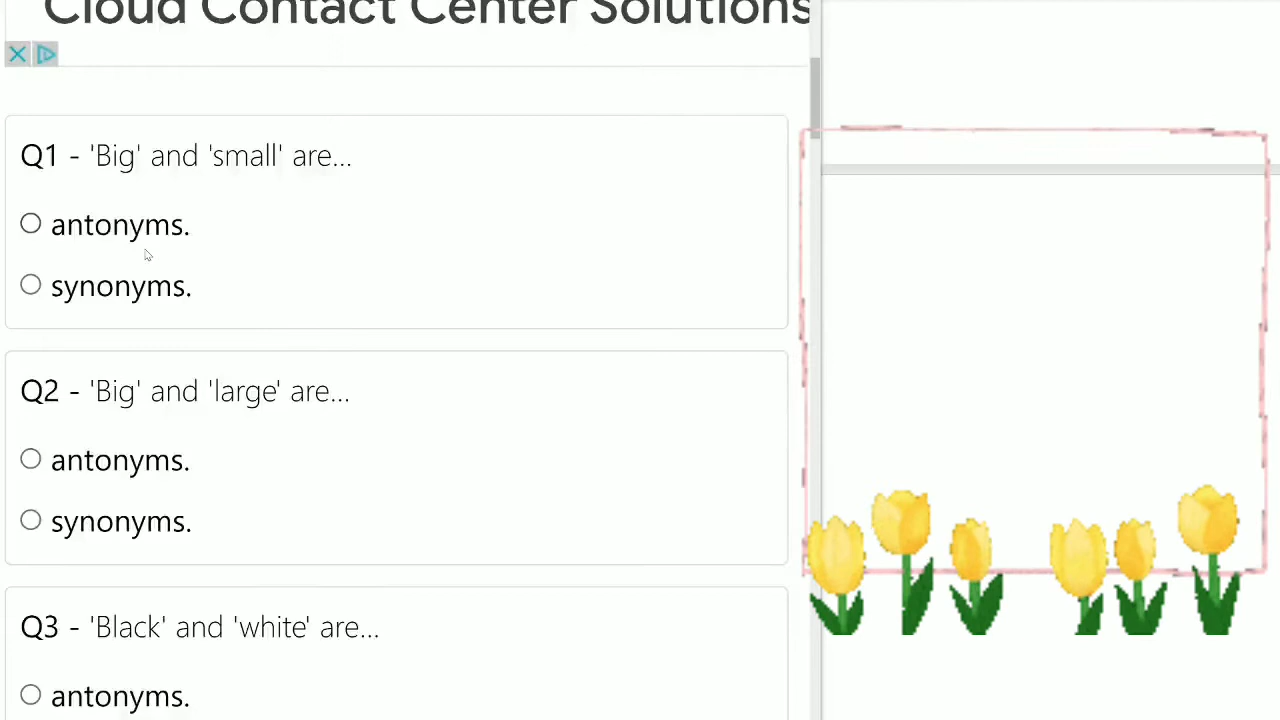 Cloud Contact Center Solutions
Q1 - 'Big' and 'small' are...
antonyms.
synonyms.
Q2 - 'Big' and 'large' are...
antonyms.
synonyms.
Q3 - 'Black' and 'white' are...
antonyms.